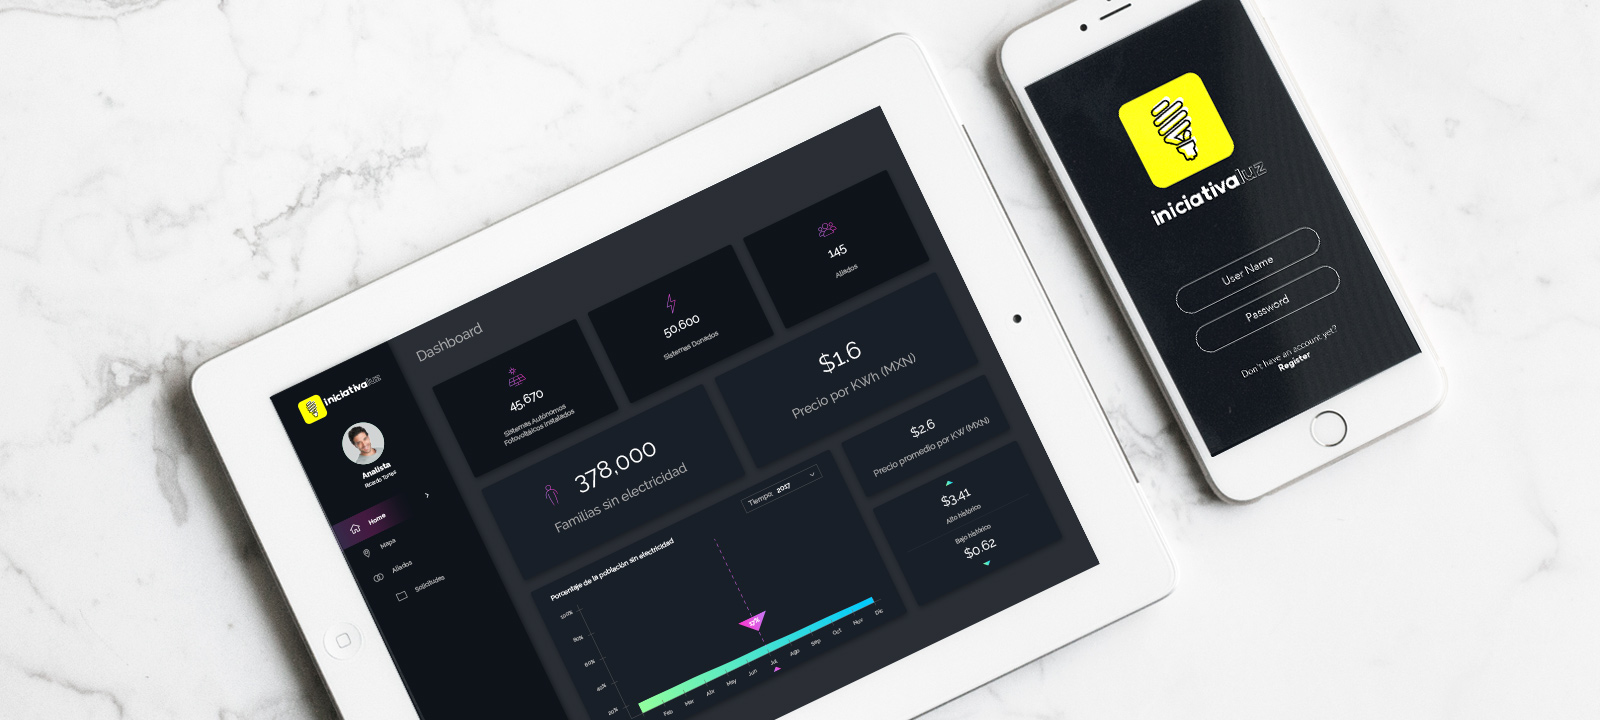 iniciativaluz
Analista
Ricardo Torres
Home
Mapa
Aliados
Solicitudes
Dashboard
45,670
Sistemas Autónomos
Fotovoltáicos Instalados
50,600
Sistemas Donados
145
Aliados
378,000
Familias sin electricidad
$1.6
Precio por KWh (MXN)
$2.6
Precio promedio por KW (MXN)
$3.41
Alto histórico
Bajo histórico
$0.62
Porcentaje de la población sin electricidad
Tiempo: 2017
100%
80%
60%
40%
20%
Feb
Mar
Abr
May
Jun
Jul
Ago
Sep
Oct
Nov
Dic
iniciativaluz
User Name
Password
Don't have an account yet?
Register